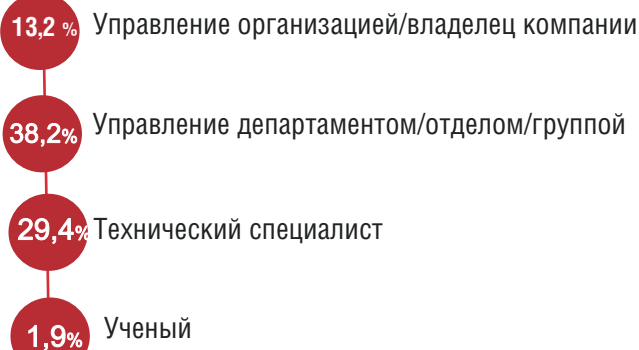 13,2 % Управление организацией/владелец компании
38,2% Управление департаментом/отделом/группой
29,4% Технический специалист
1,9% Ученый